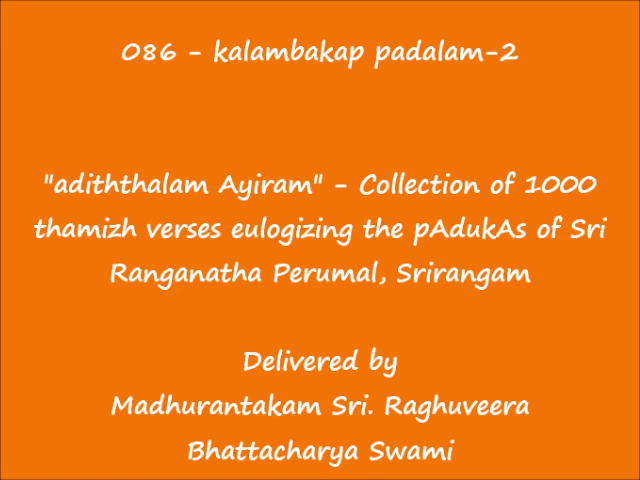 086 - kalambakap padalam-2
"adiththalam Ayiram" - Collection of 1000
thamizh verses eulogizing the pAdukAs of Sri
Ranganatha Perumal, Srirangam
Delivered by
Madhurantakam Sri. Raghuveera
Bhattacharya Swami